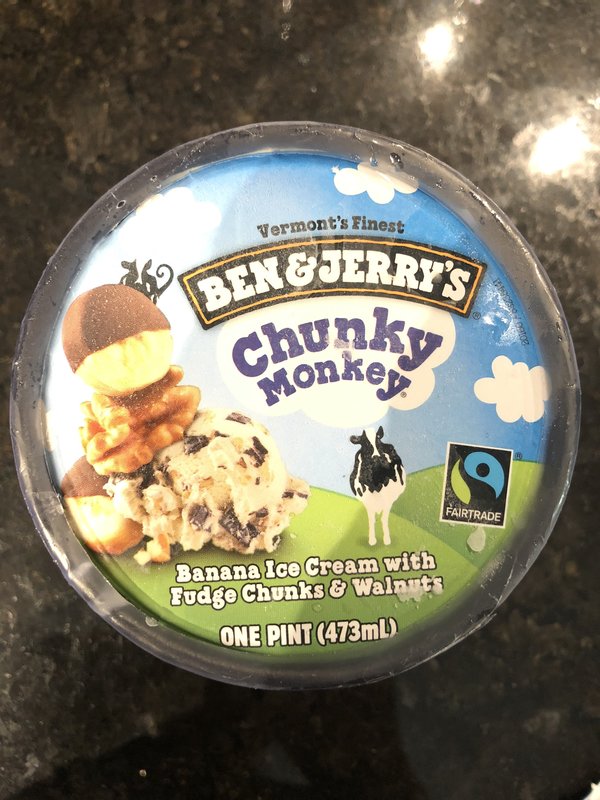 Vermont's Finest
BEN & JERRY'S
Chunky
Monkey
FAIRTRADE
Banana Ice Cream with
Fudge Chunks & Walnuts
ONE PINT (473mL)